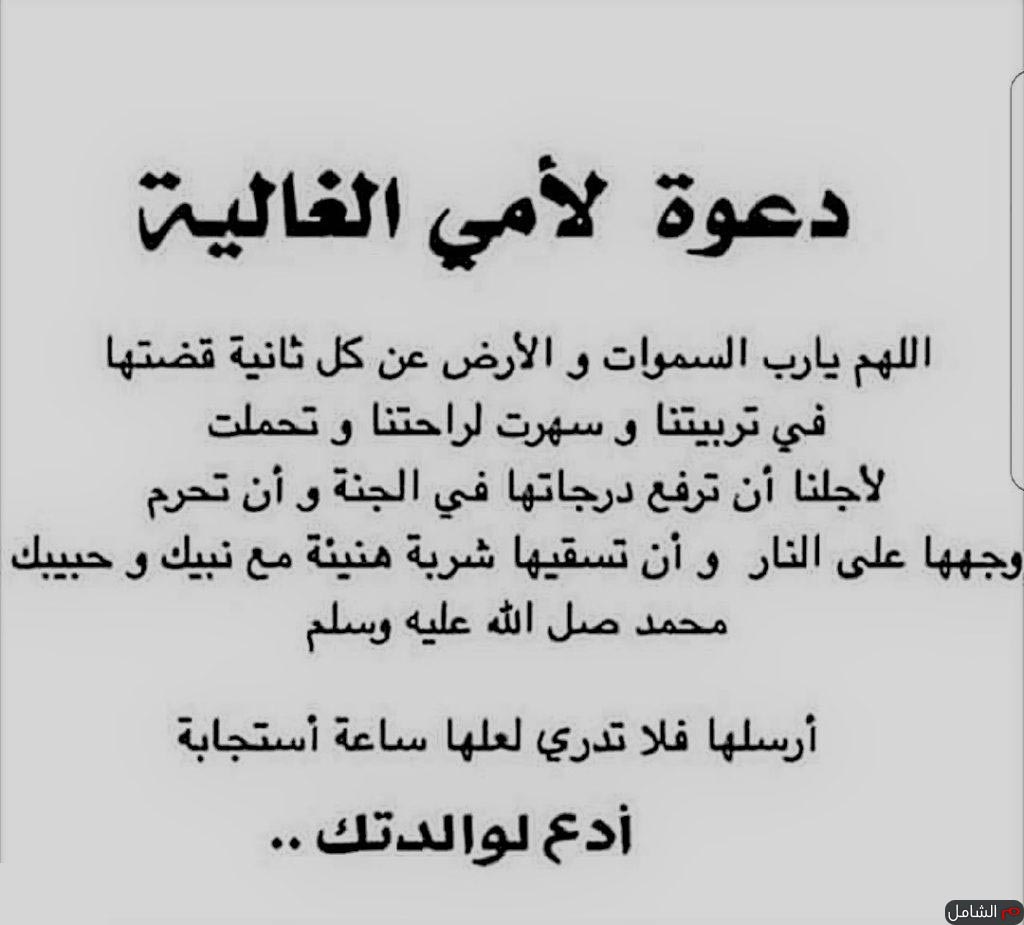 دعوة لأمي الغالية
اللهم يارب السموات و الأرض عن كل ثانية قضتها
في تربيتنا و سهرت لراحتنا و تحملت
لأجلنا أن ترفع درجاتها في الجنة و أن تحرم
وجهها على النار و أن تسقيها شربة هنيئة مع نبيك و حبيبك
محمد صل الله عليه وسلم
أرسلها فلا تدري لعلها ساعة أستجابة
أدع لوالدتك ..
الشامل